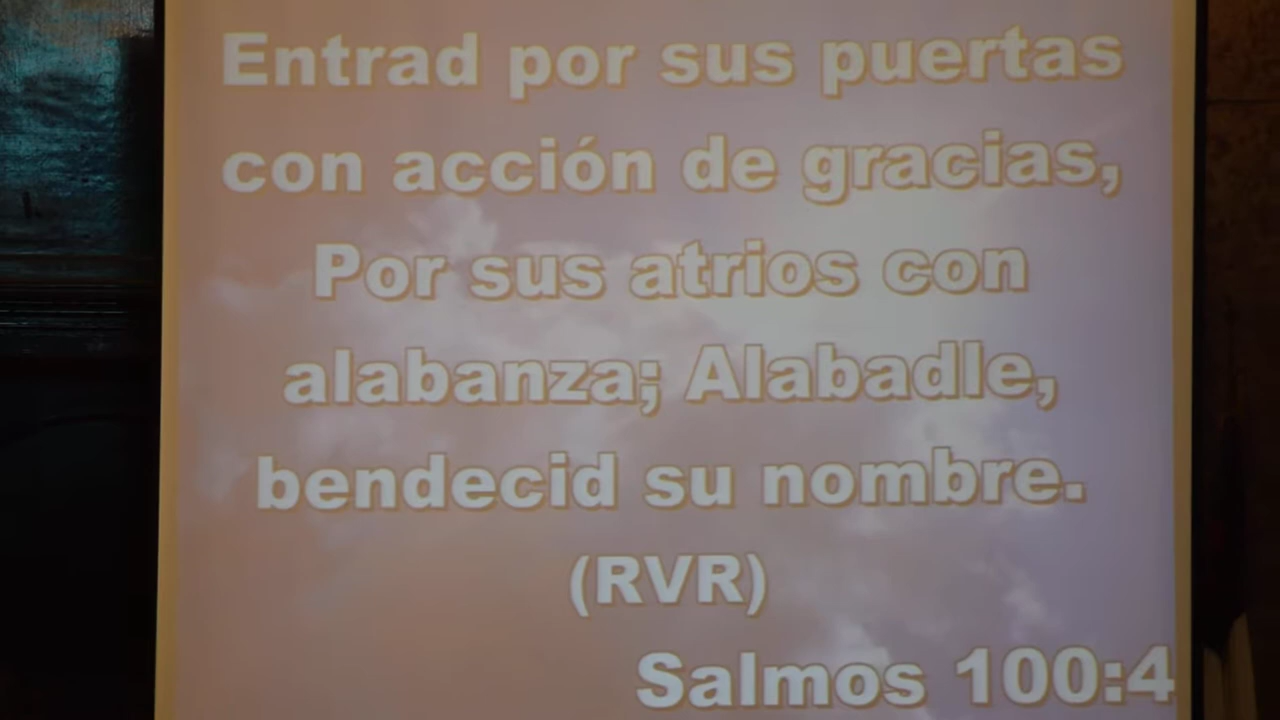 Entrad por sus puertas
con acción de gracias,
Por sus atrios con
alabanza; Alabadle,
bendecid su nombre.
(RVR)
Salmos 100:4